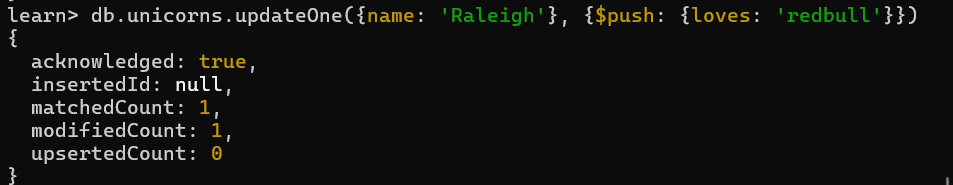 learn> db.unicorns.updateOne({name: 'Raleigh'}, {$push: {loves: 'redbull'}})
{
  acknowledged: true,
  insertedId: null,
  matchedCount: 1,
  modifiedCount: 1,
  upsertedCount: 0
}